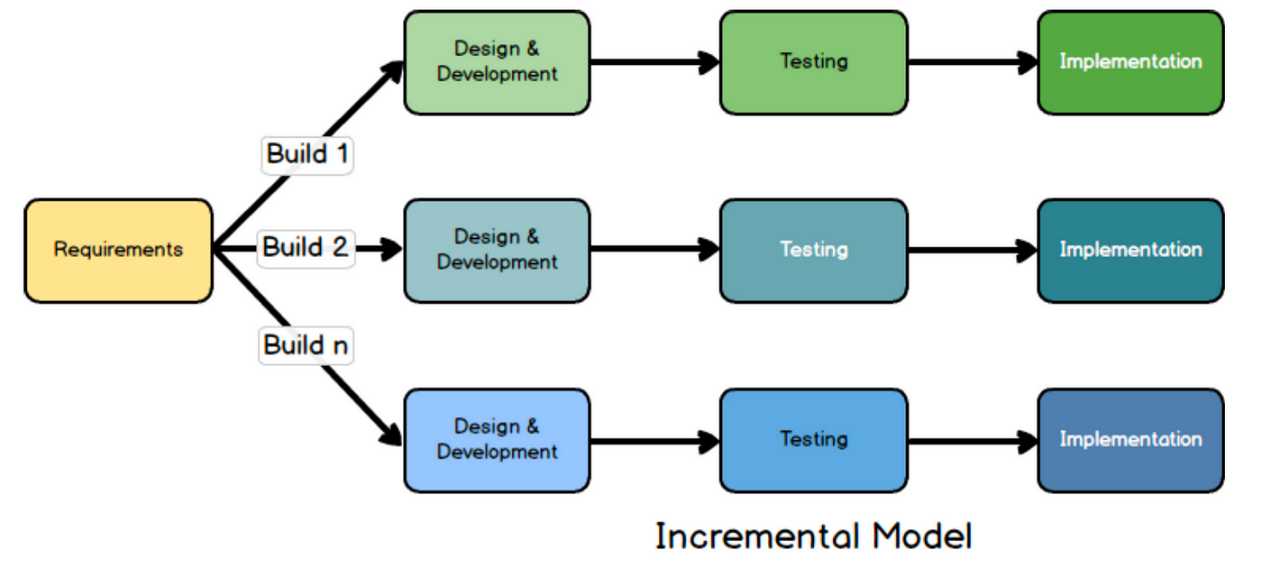 Design &
Development
Testing
Implementation
Build 1
Requirements
Build 2
Design &
Development
Testing
Implementation
Build n
Design &
Development
Testing
Implementation
Incremental Model